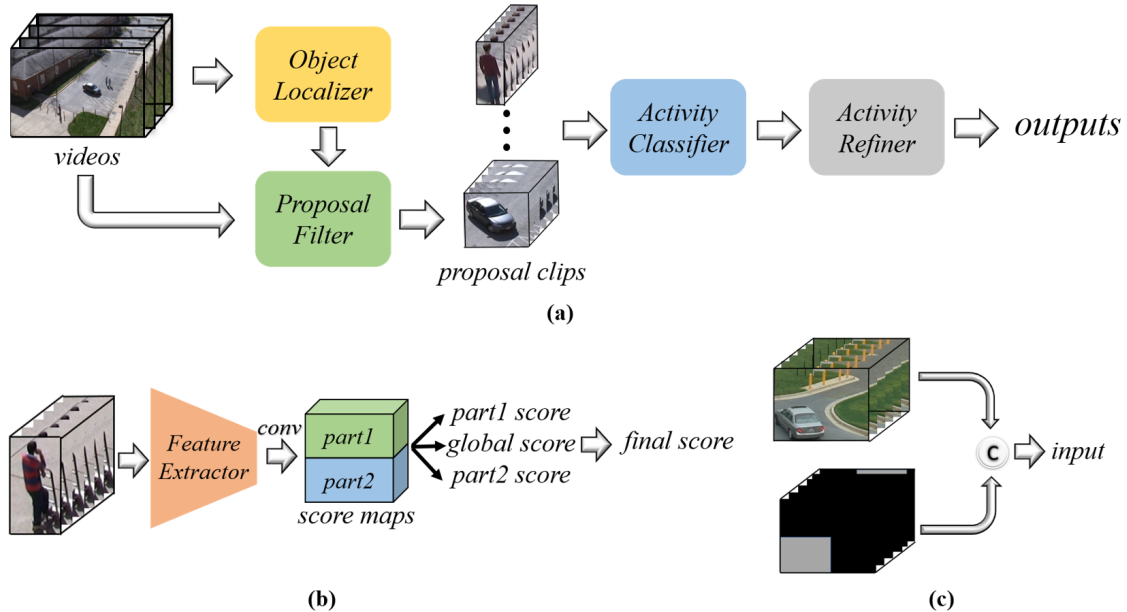 videos
Object
Localizer
Proposal
Filter
proposal clips
Activity
Classifier
Activity
Refiner
outputs
(a)
Feature
Extractor
conv
part1
part2
score maps
part1 score
global score
part2 score
final score
(b)
C
input
(c)